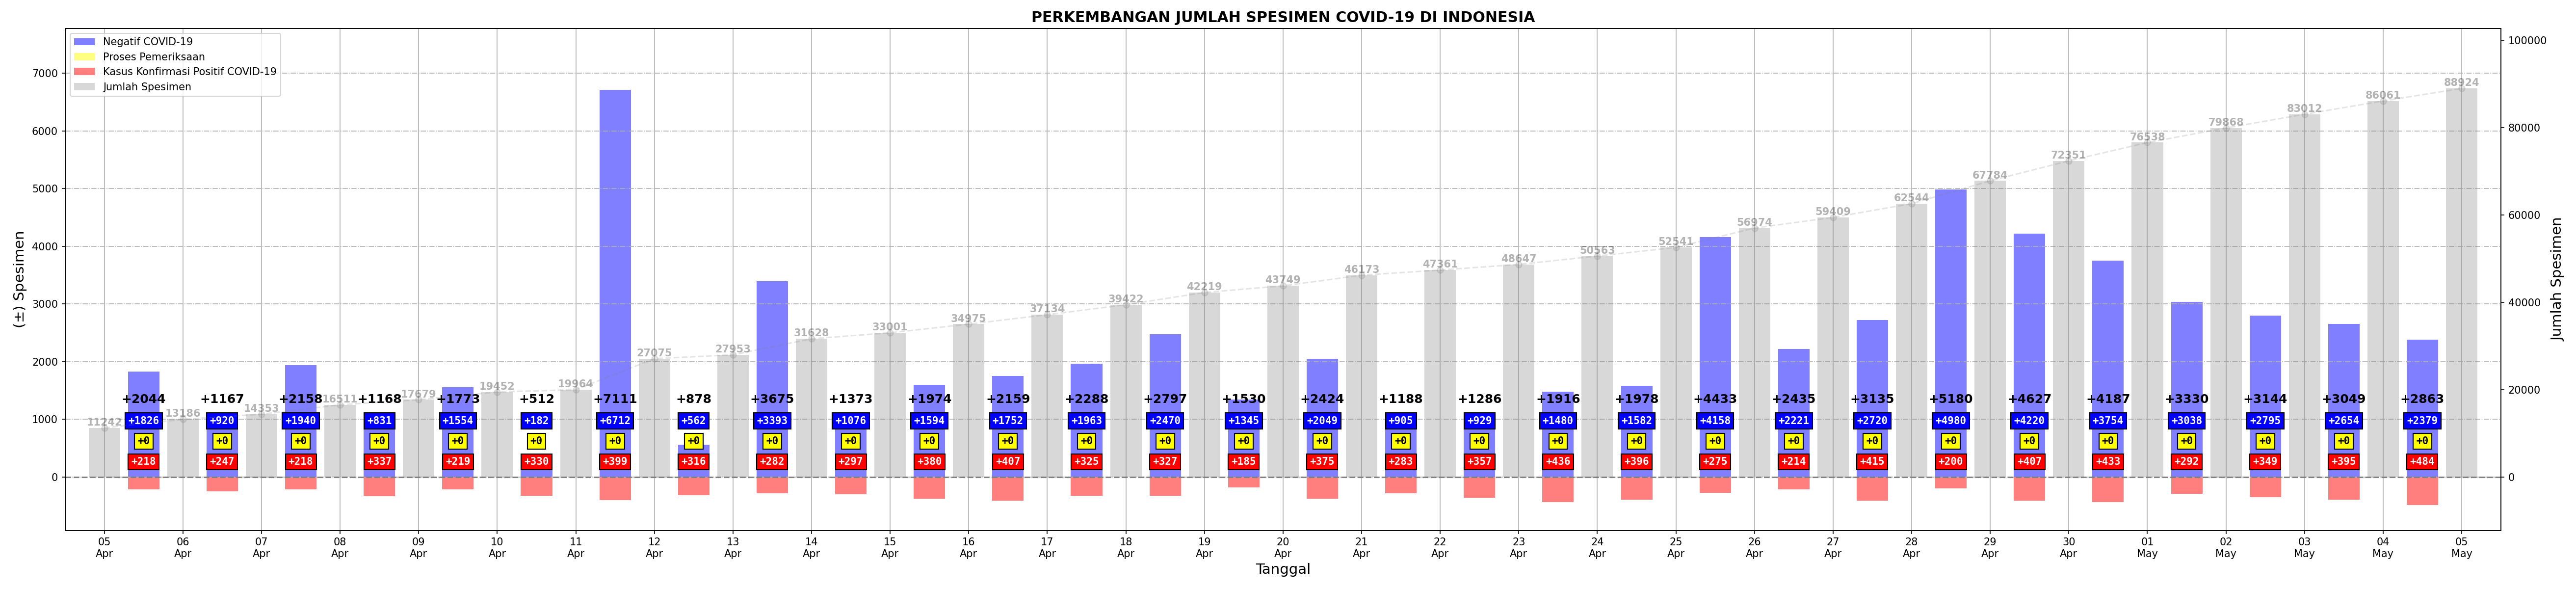 PERKEMBANGAN JUMLAH SPESIMEN COVID-19 DI INDONESIA
Negatif COVID-19
Proses Pemeriksaan
Kasus Konfirmasi Positif COVID-19
Jumlah Spesimen
(±) Spesimen
7000
6000
5000
4000
3000
2000
1000
0
100000
80000
60000
40000
20000
0
Jumlah Spesimen
11242 13186 14353 16511 17679 19452 19964 27075 27953 31628 33001 34975 37134 39422 42219 43749 46173 47361 48647 50563 52541 56974 59409 62544 67784 72351 76538 79868 83012 86061 88924
+2044 +1167 +2158 +1168 +1773 +512 +7111 +878 +3675 +1373 +1974 +2159 +2288 +2797 +1530 +2424 +1188 +1286 +1916 +1978 +4433 +2435 +3135 +5180 +4627 +4187 +3330 +3144 +3049 +2863
+1826 +920 +1940 +831 +1554 +182 +6712 +562 +3393 +1076 +1594 +1752 +1963 +2470 +1345 +2049 +905 +929 +1480 +1582 +4158 +2221 +2720 +4980 +4220 +3754 +3038 +2795 +2654 +2379
+0 +0 +0 +0 +0 +0 +0 +0 +0 +0 +0 +0 +0 +0 +0 +0 +0 +0 +0 +0 +0 +0 +0 +0 +0 +0 +0 +0 +0 +0
+218 +247 +218 +337 +219 +330 +399 +316 +282 +297 +380 +407 +325 +327 +185 +375 +283 +357 +436 +396 +275 +214 +415 +200 +407 +433 +292 +349 +395 +484
05 06 07 08 09 10 11 12 13 14 15 16 17 18 19 20 21 22 23 24 25 26 27 28 29 30 01 02 03 04 05
Apr Apr Apr Apr Apr Apr Apr Apr Apr Apr Apr Apr Apr Apr Apr Apr Apr Apr Apr Apr Apr Apr Apr Apr Apr Apr May May May May May
Tanggal